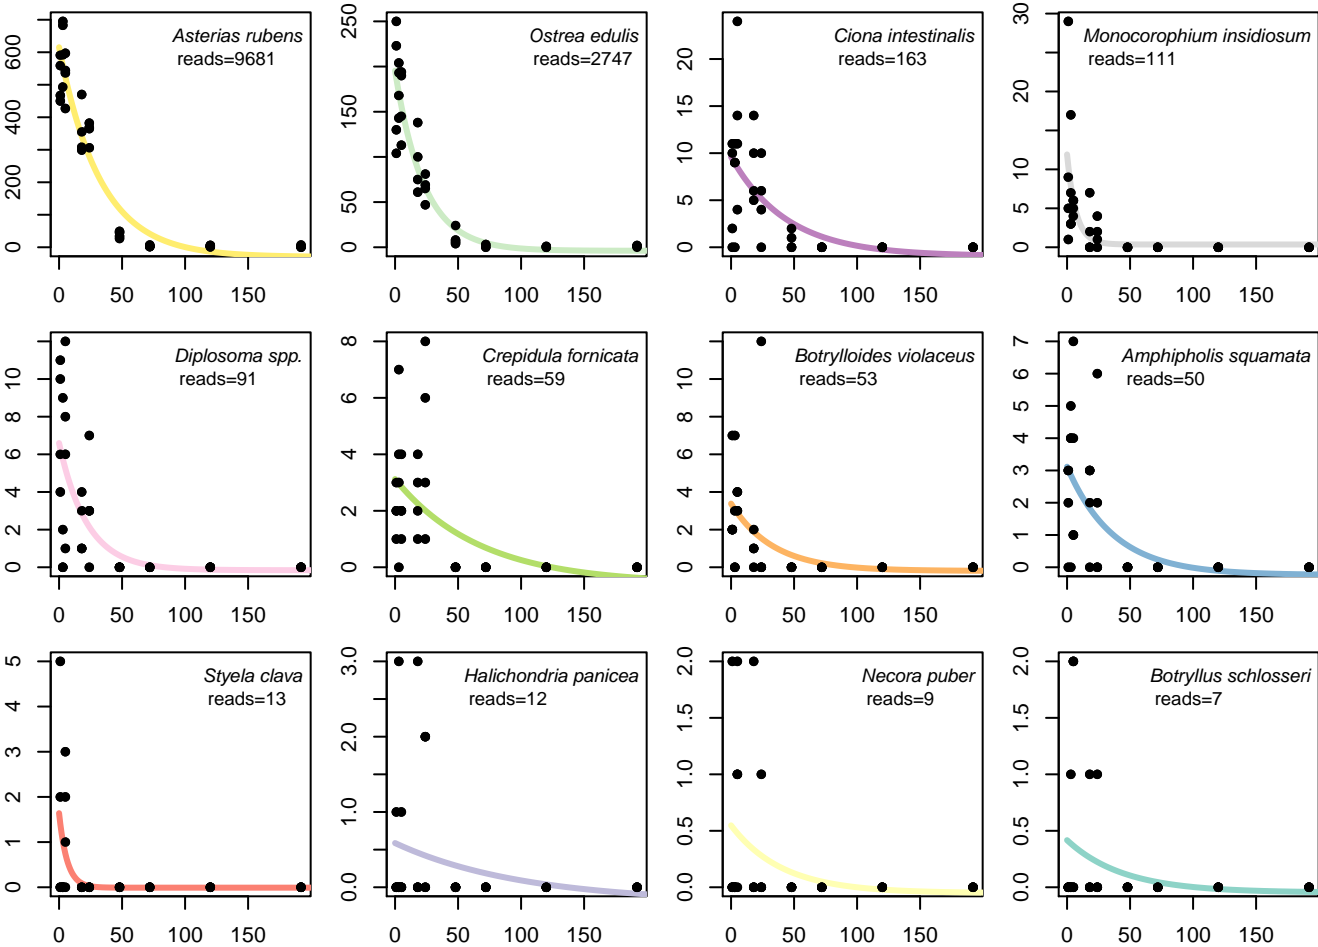 Asterias rubens
reads=9681
0 200 400 600
0 50 100 150
Ostrea edulis
reads=2747
0 50 150 250
0 50 100 150
Ciona intestinalis
reads=163
0 5 10 15 20
0 50 100 150
Monocorophium insidiosum
reads=111
0 5 10 20 30
0 50 100 150
Diplosoma spp.
reads=91
0 2 4 6 8 10
0 50 100 150
Crepidula fornicata
reads=59
0 2 4 6 8
0 50 100 150
Botrylloides violaceus
reads=53
0 2 4 6 8 10
0 50 100 150
Amphipholis squamata
reads=50
0 1 2 3 4 5 6 7
0 50 100 150
Styela clava
reads=13
0 1 2 3 4 5
0 50 100 150
Halichondria panicea
reads=12
0.0 1.0 2.0 3.0
0 50 100 150
Necora puber
reads=9
0.0 0.5 1.0 1.5 2.0
0 50 100 150
Botryllus schlosseri
reads=7
0.0 0.5 1.0 1.5 2.0
0 50 100 150